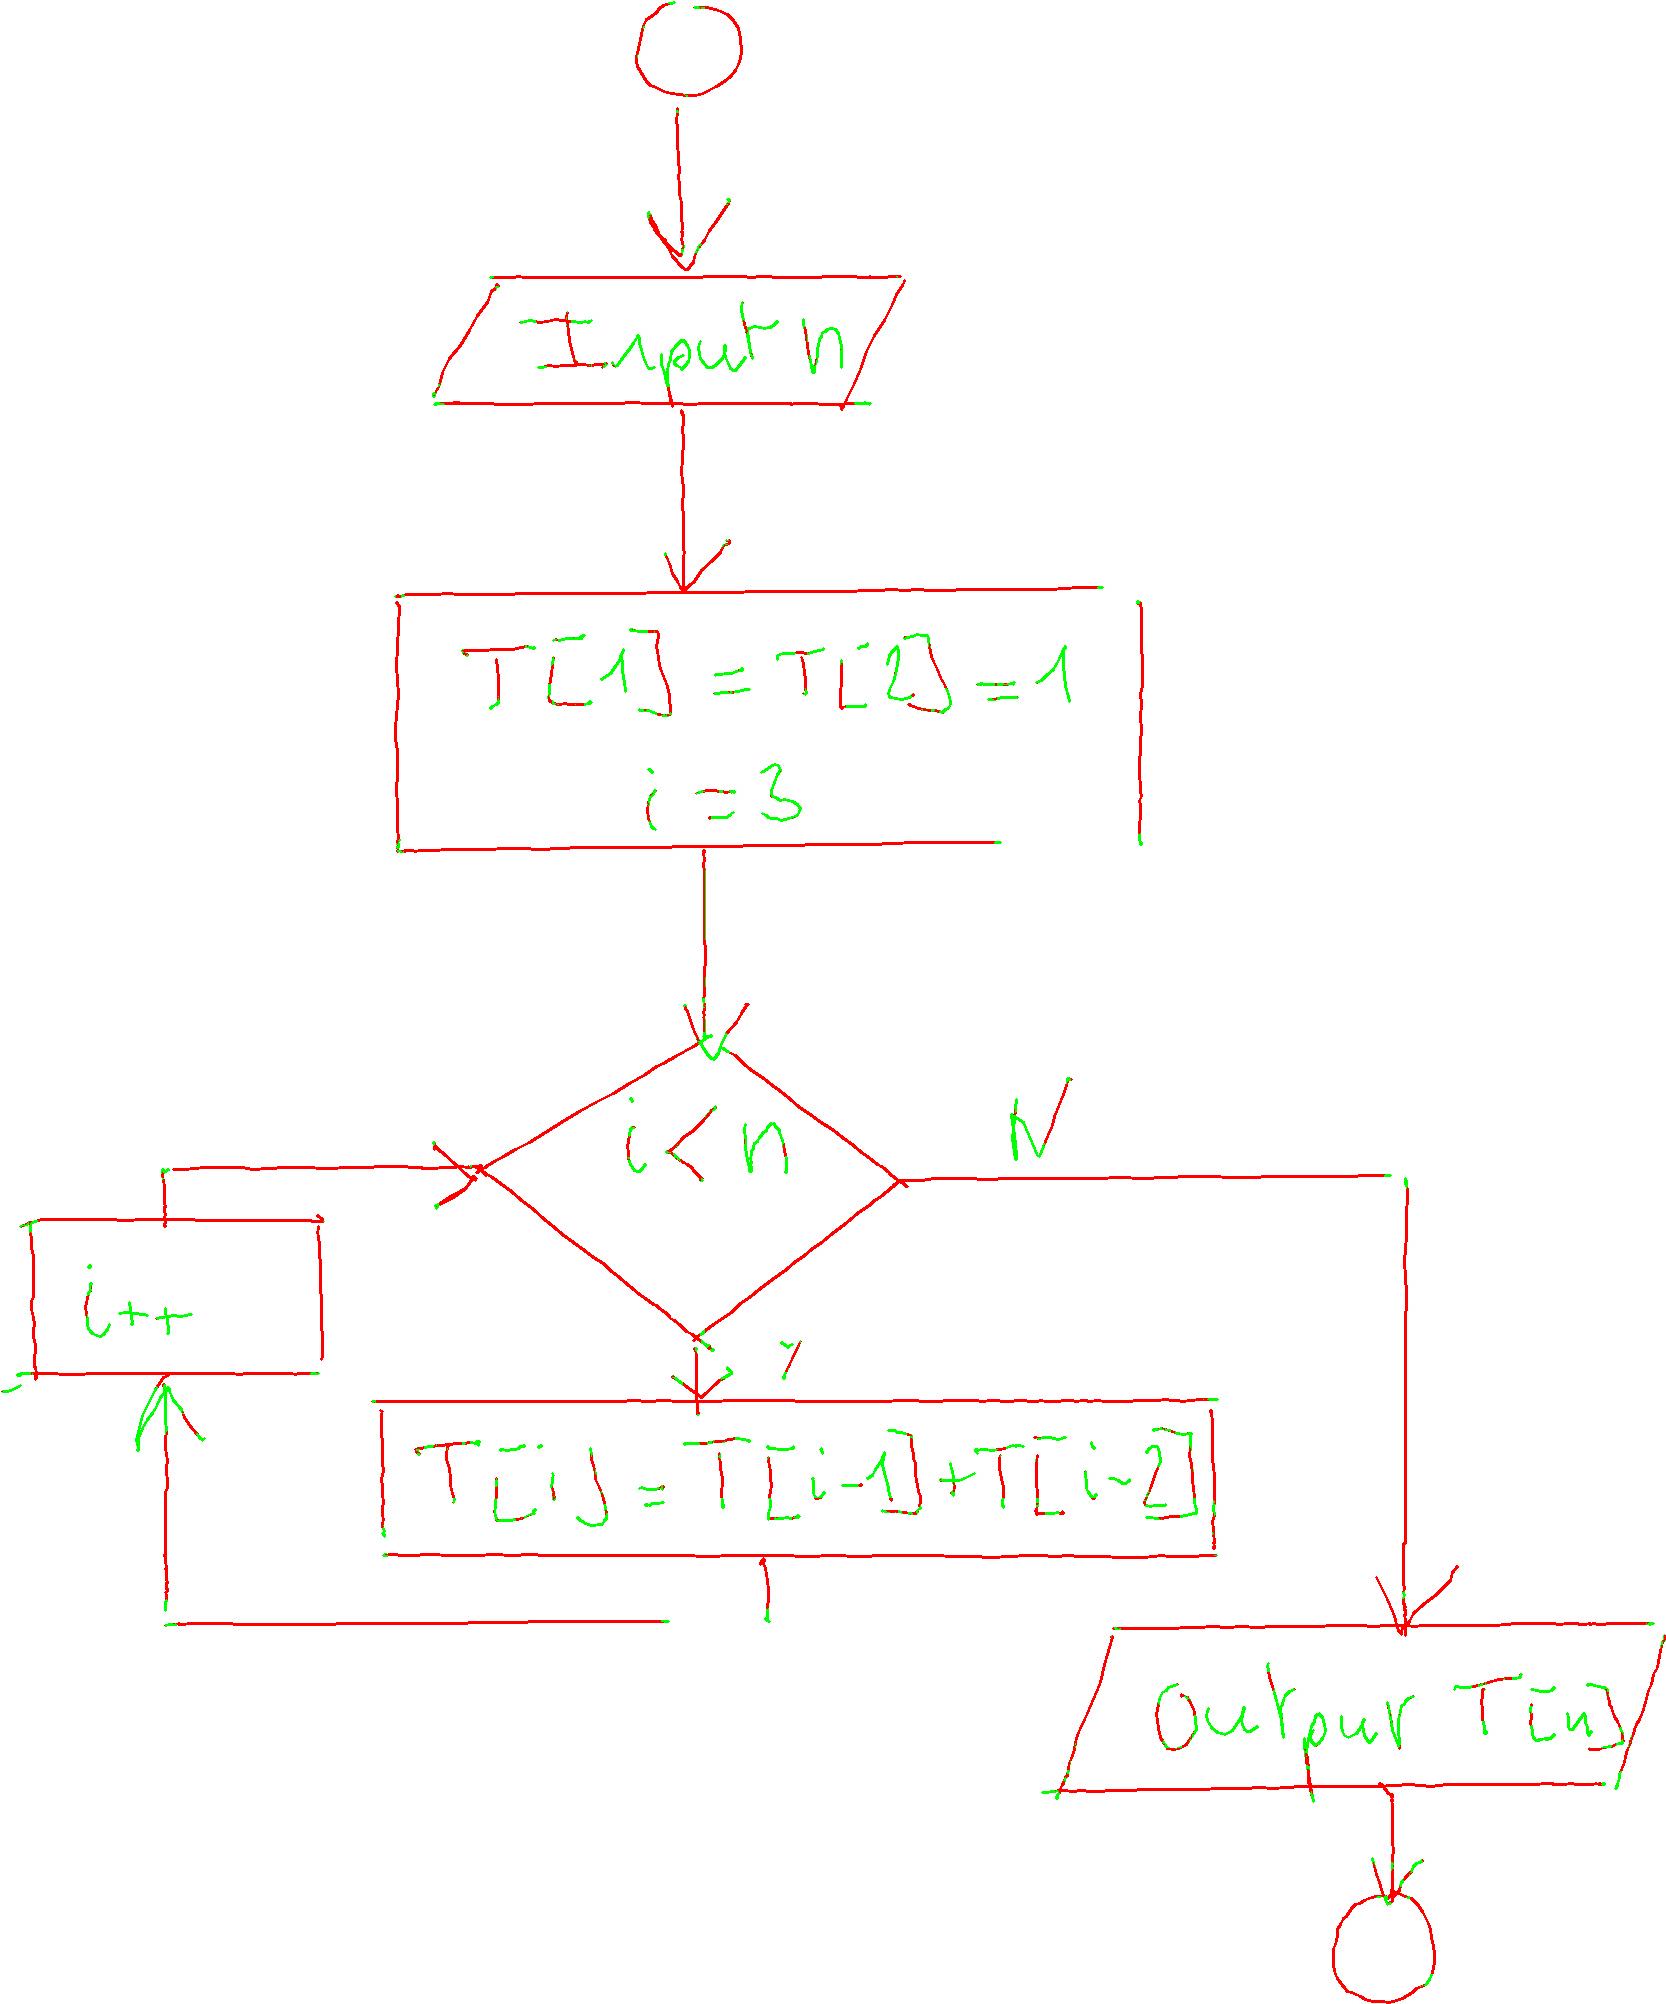 Input n
T[1] = T[2] = 1
i = 3
i < n
N
i++
Y
T[i] = T[i-1] + T[i-2]
Output T[n]